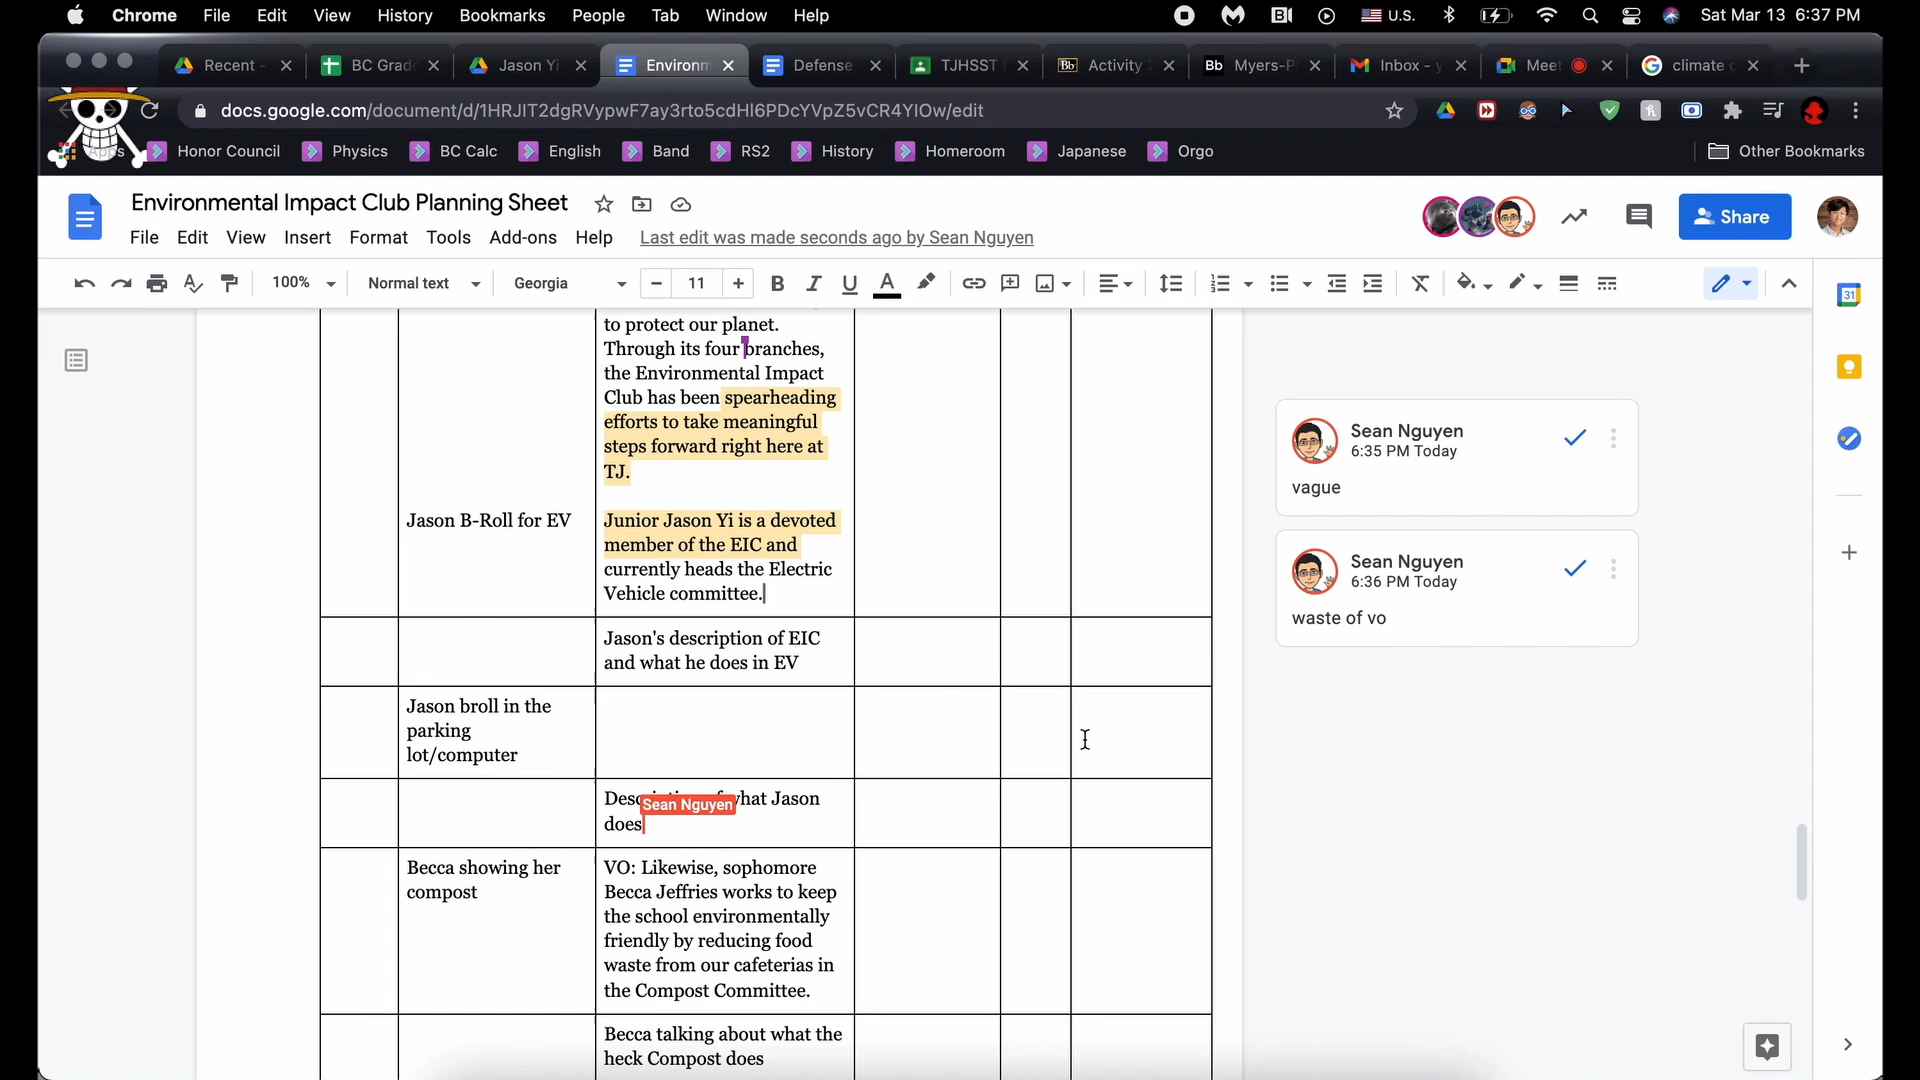 Chrome File Edit View History Bookmarks People Tab Window Help U.S. Sat Mar 13 6:37 PM
Recent - BC Grad Jason Yi Environm Defense TJHSST Bb Activity Bb Myers-P Inbox - y Meet climate
docs.google.com/document/d/1HRJIT2dgRVypwF7ay3rto5cdHI6PDcYVpZ5vCR4YIOw/edit
Apps Honor Council Physics BC Calc English Band RS2 History Homeroom Japanese Orgo Other Bookmarks
Environmental Impact Club Planning Sheet
Share
File Edit View Insert Format Tools Add-ons Help Last edit was made seconds ago by Sean Nguyen
100% Normal text Georgia 11 B I U A
31
to protect our planet.
Through its four branches,
the Environmental Impact
Club has been spearheading
efforts to take meaningful
steps forward right here at
TJ.
Jason B-Roll for EV
Junior Jason Yi is a devoted
member of the EIC and
currently heads the Electric
Vehicle committee.
Jason's description of EIC
and what he does in EV
Jason broll in the
parking
lot/computer
what Jason
does
Sean Nguyen
Becca showing her
compost
VO: Likewise, sophomore
Becca Jeffries works to keep
the school environmentally
friendly by reducing food
waste from our cafeterias in
the Compost Committee.
Becca talking about what the
heck Compost does
Sean Nguyen
6:35 PM Today
vague
Sean Nguyen
6:36 PM Today
waste of vo